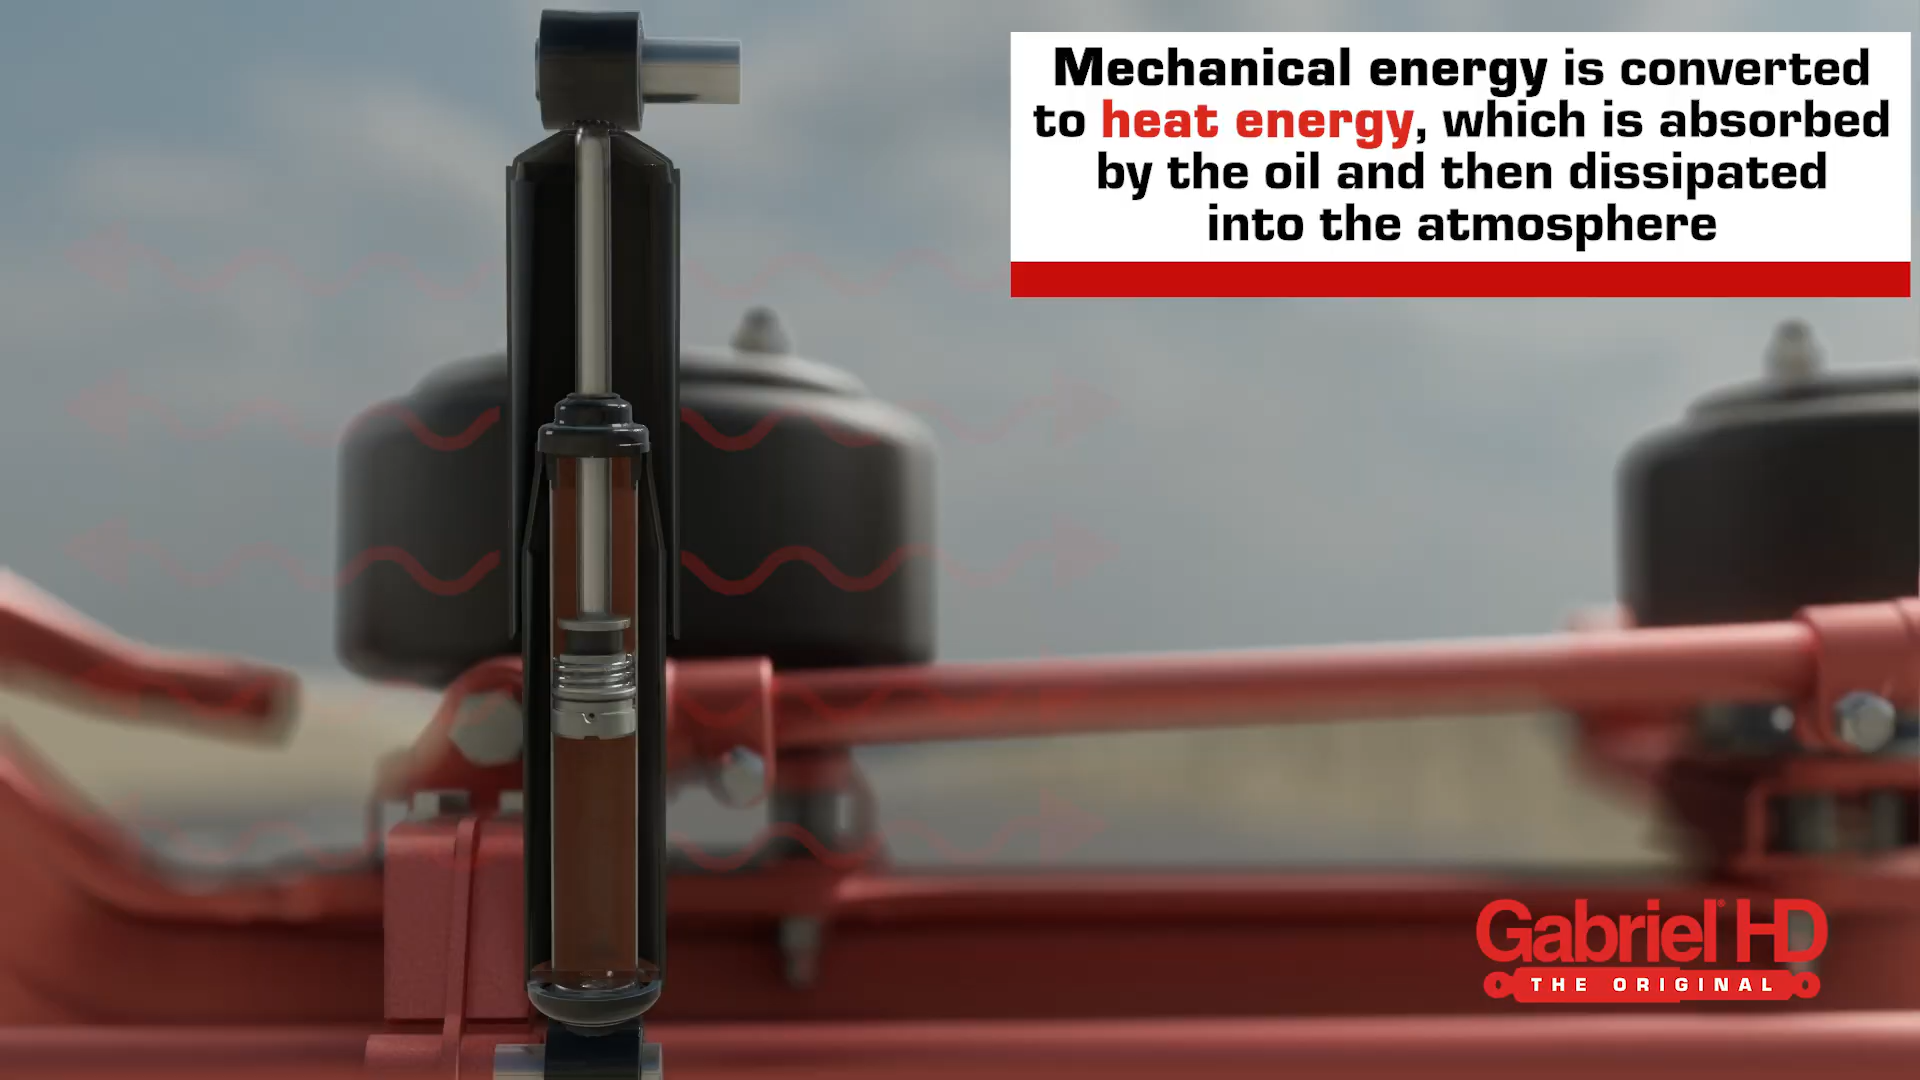 Mechanical energy is converted
to heat energy, which is absorbed
by the oil and then dissipated
into the atmosphere
Gabriel® HD
THE ORIGINAL